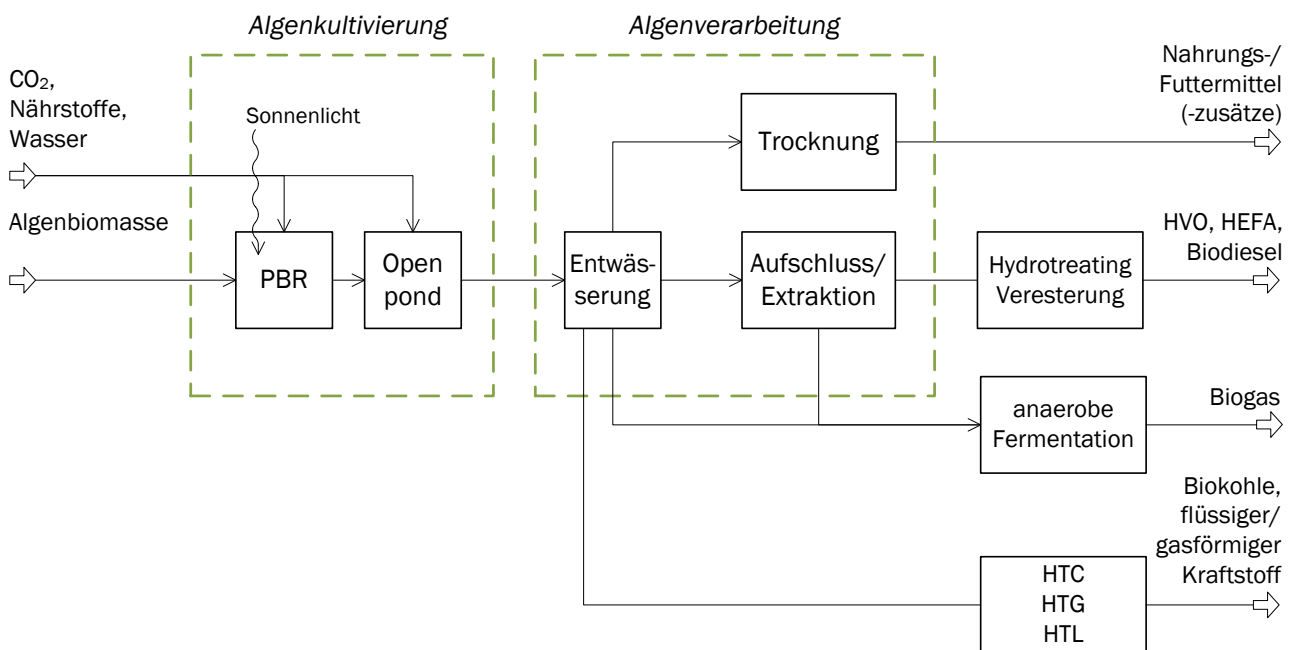 Algenkultivierung
Algenverarbeitung
CO₂,
Nährstoffe,
Wasser
Sonnenlicht
Algenbiomasse
PBR
Open
pond
Entwäs-
serung
Trocknung
Aufschluss/
Extraktion
Nahrungs-/
Futtermittel
(-zusätze)
Hydrotreating
Veresterung
HVO, HEFA,
Biodiesel
anaerobe
Fermentation
Biogas
HTC
HTG
HTL
Biokohle,
flüssiger/
gasförmiger
Kraftstoff